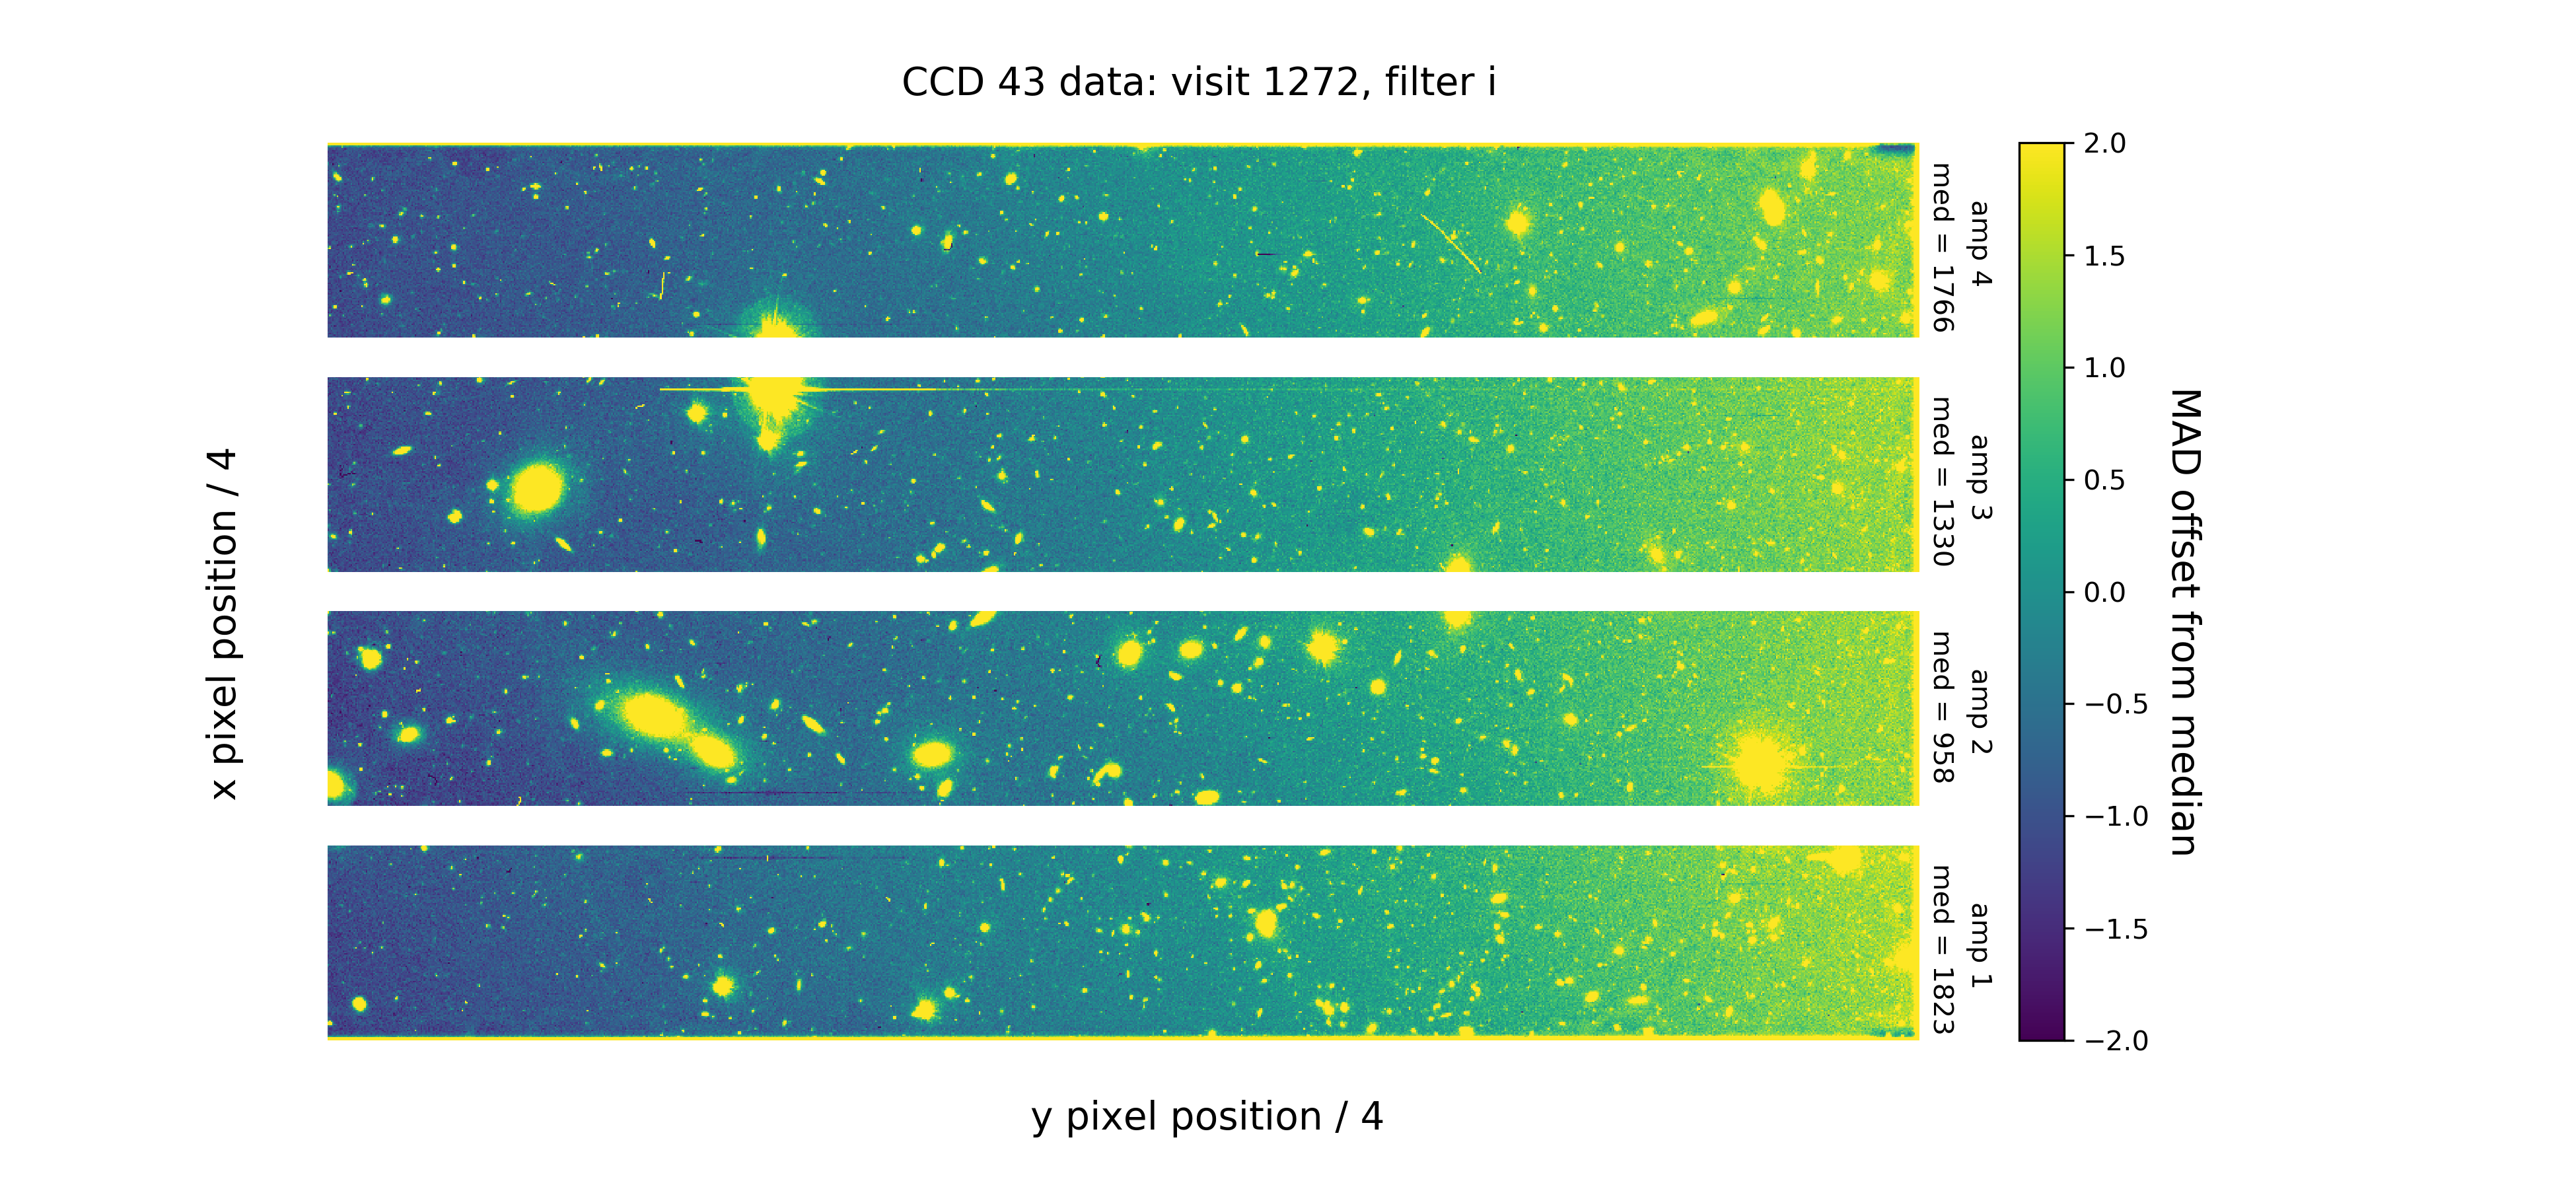 CCD 43 data: visit 1272, filter i
x pixel position / 4
amp 4
med = 1766
amp 3
med = 1330
amp 2
med = 958
amp 1
med = 1823
y pixel position / 4
2.0
1.5
1.0
0.5
0.0
−0.5
−1.0
−1.5
−2.0
MAD offset from median